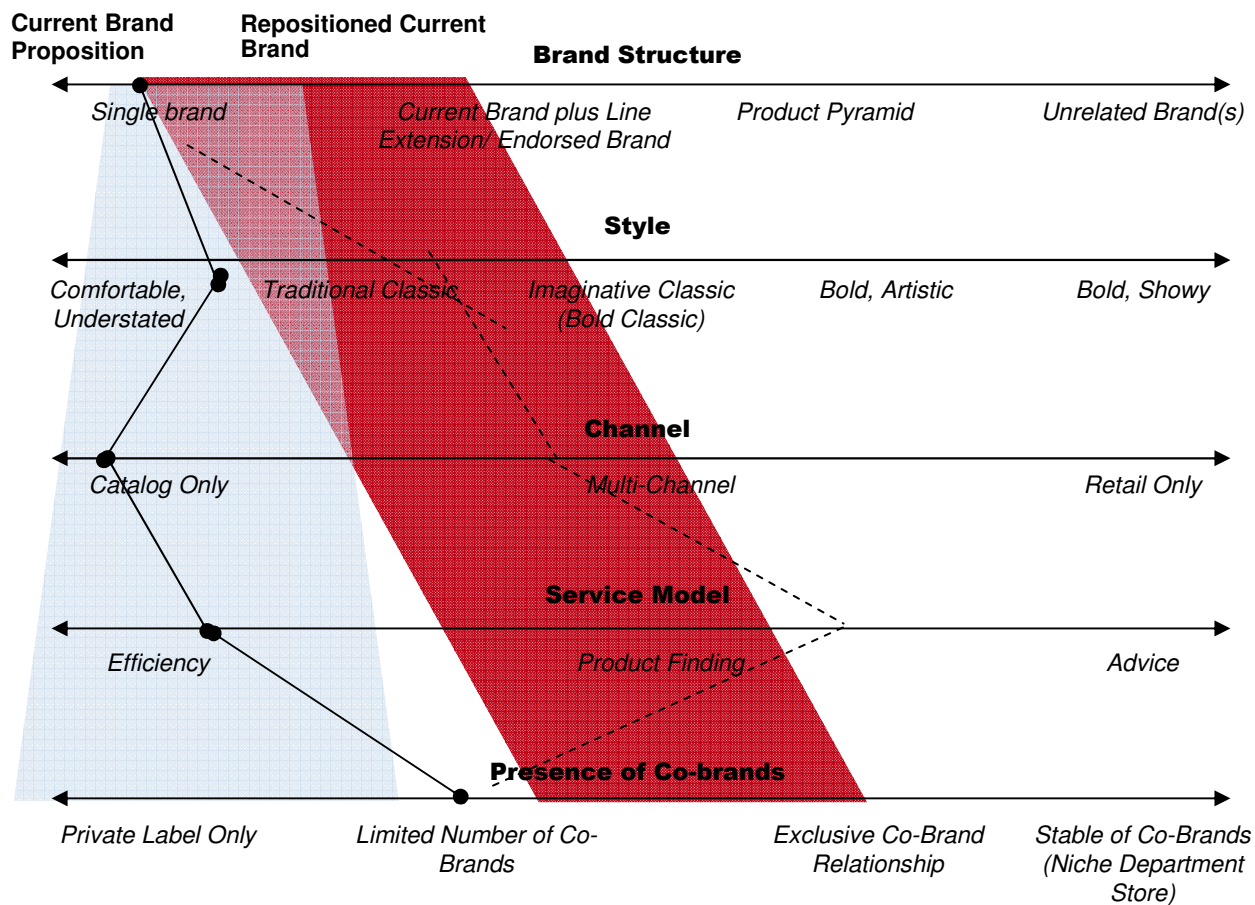 Current Brand
Proposition
Repositioned Current
Brand
Brand Structure
Single brand
Current Brand plus Line
Extension/ Endorsed Brand
Product Pyramid
Unrelated Brand(s)
Style
Comfortable,
Understated
Traditional Classic
Imaginative Classic
(Bold Classic)
Bold, Artistic
Bold, Showy
Channel
Catalog Only
Multi-Channel
Retail Only
Service Model
Efficiency
Product Finding
Advice
Presence of Co-brands
Private Label Only
Limited Number of Co-
Brands
Exclusive Co-Brand
Relationship
Stable of Co-Brands
(Niche Department
Store)